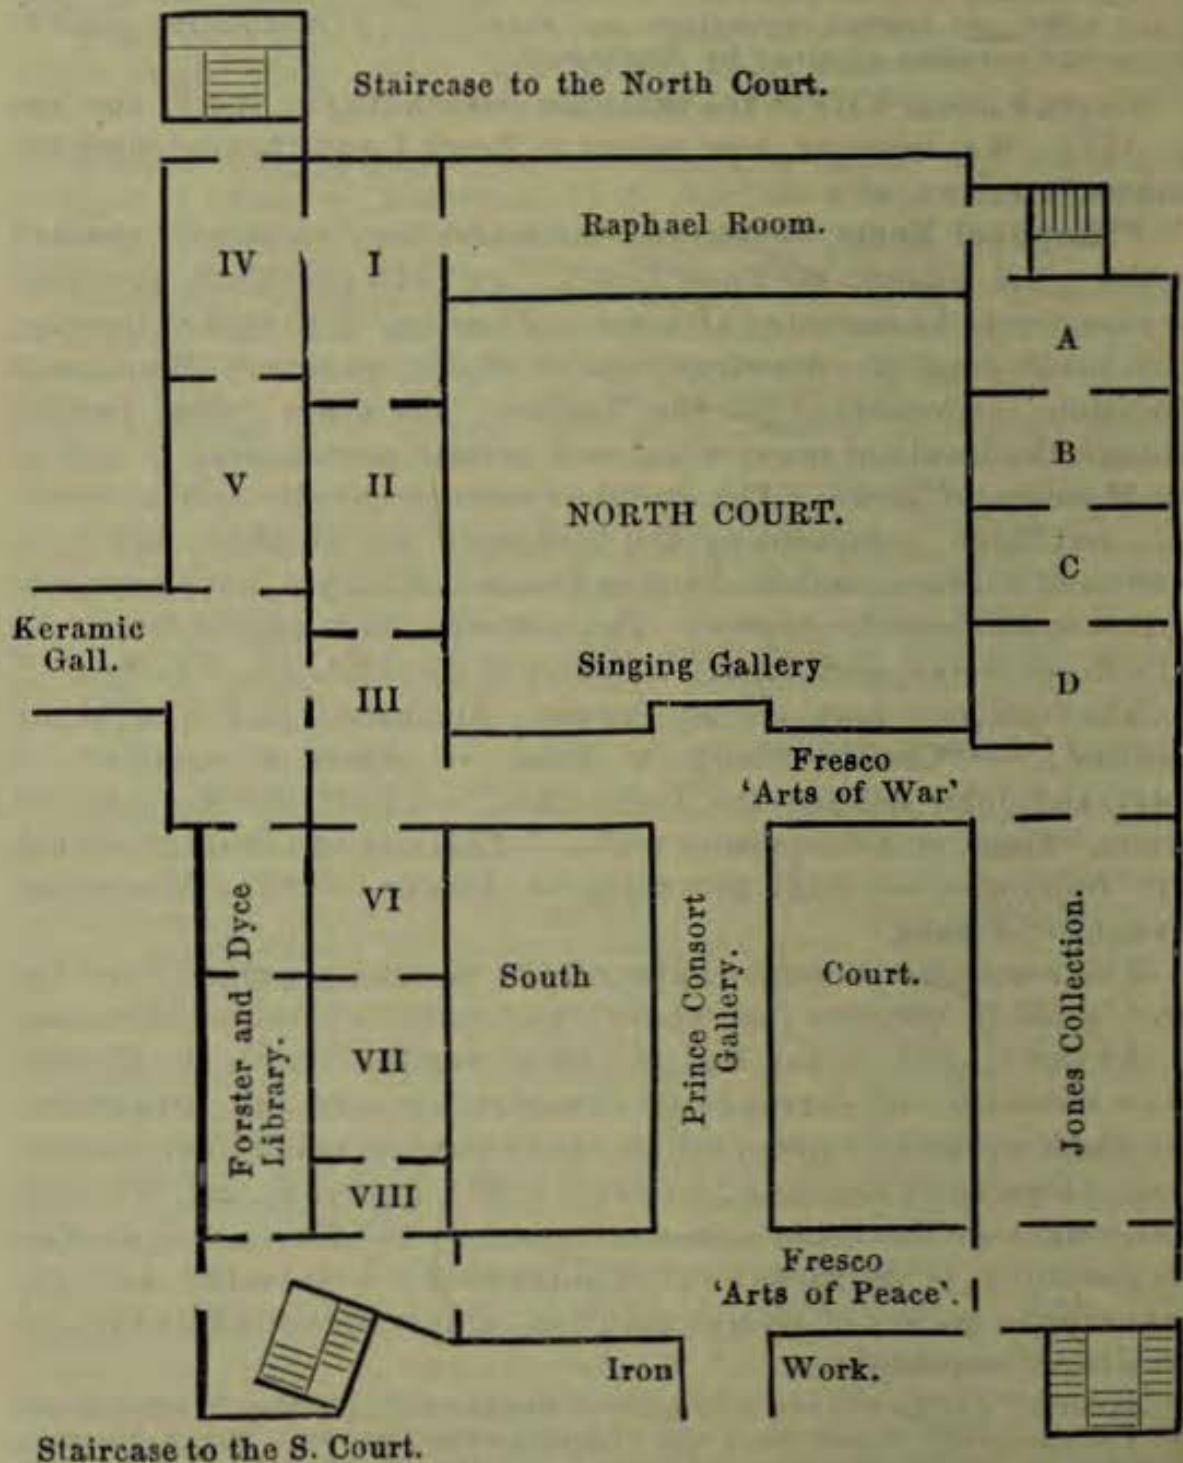 Staircase to the North Court.
Raphael Room.
IV
I
A
V
II
B
NORTH COURT.
C
Keramic
Gall.
Singing Gallery
III
D
Fresco
'Arts of War'
VI
Forster and Dyce
Library.
South
Prince Consort
Gallery.
Court.
Jones Collection.
VII
VIII
Fresco
'Arts of Peace'.
Iron
Work.
Staircase to the S. Court.